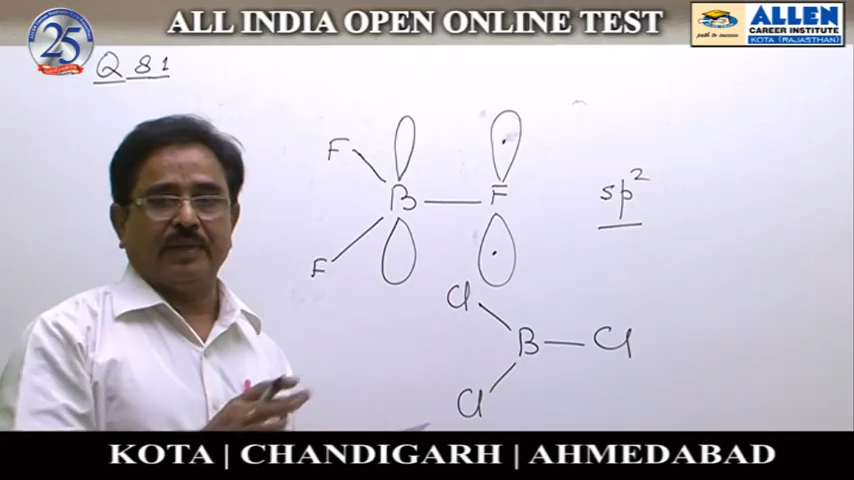 ALL INDIA OPEN ONLINE TEST
25
ALLEN
CAREER INSTITUTE
KOTA (RAJASTHAN)
path to success
Q 81
F
B — F
F
sp²
Cl
B — Cl
Cl
KOTA | CHANDIGARH | AHMEDABAD